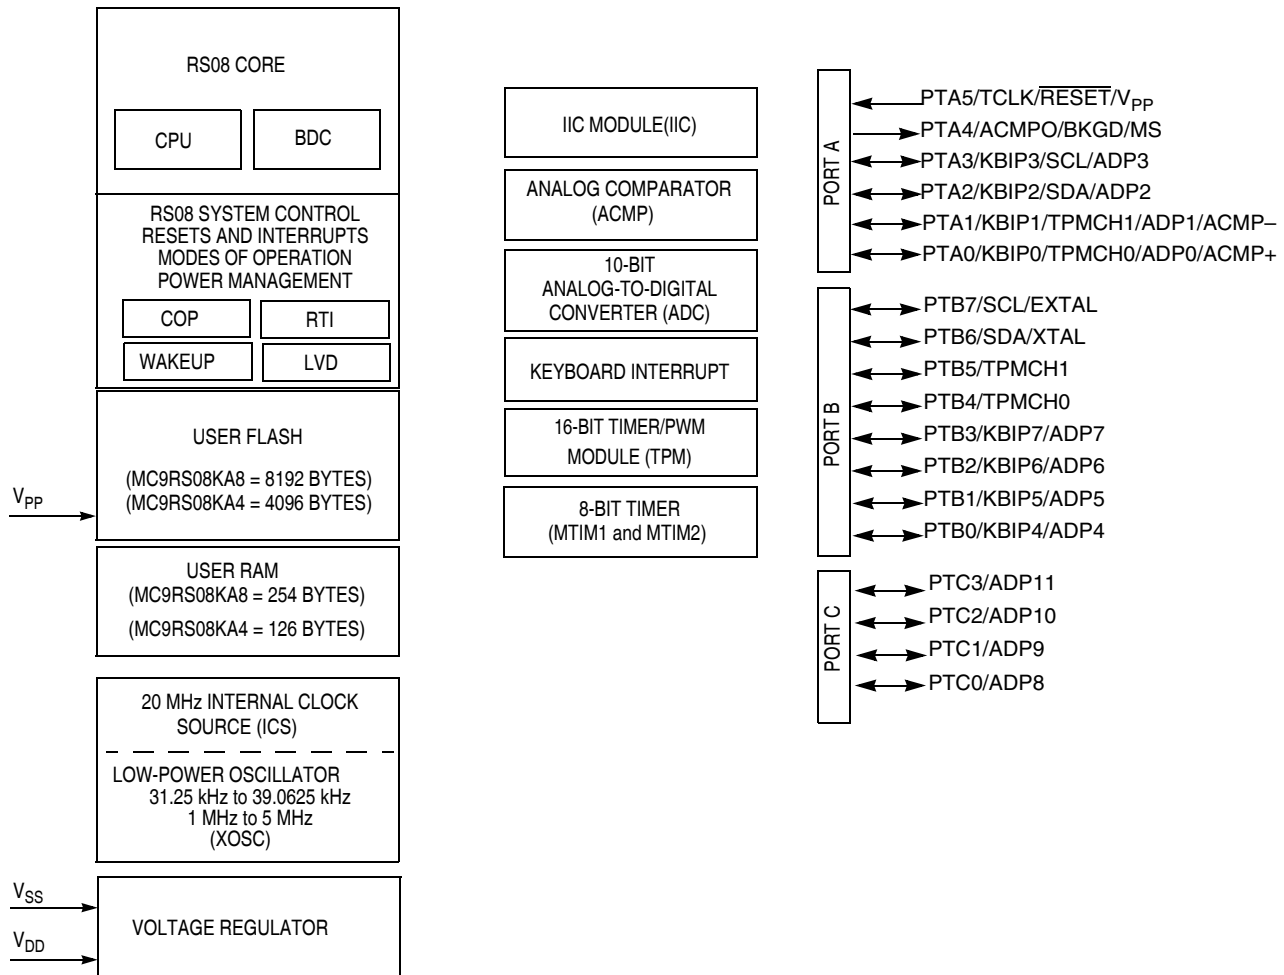 RS08 CORE
CPU
BDC
RS08 SYSTEM CONTROL
RESETS AND INTERRUPTS
MODES OF OPERATION
POWER MANAGEMENT
COP
RTI
WAKEUP
LVD
USER FLASH
(MC9RS08KA8 = 8192 BYTES)
(MC9RS08KA4 = 4096 BYTES)
VPP
USER RAM
(MC9RS08KA8 = 254 BYTES)
(MC9RS08KA4 = 126 BYTES)
20 MHz INTERNAL CLOCK
SOURCE (ICS)
LOW-POWER OSCILLATOR
31.25 kHz to 39.0625 kHz
1 MHz to 5 MHz
(XOSC)
VSS
VDD
VOLTAGE REGULATOR
IIC MODULE(IIC)
ANALOG COMPARATOR
(ACMP)
10-BIT
ANALOG-TO-DIGITAL
CONVERTER (ADC)
KEYBOARD INTERRUPT
16-BIT TIMER/PWM
MODULE (TPM)
8-BIT TIMER
(MTIM1 and MTIM2)
PORT A
PTA5/TCLK/RESET/VPP
PTA4/ACMPO/BKGD/MS
PTA3/KBIP3/SCL/ADP3
PTA2/KBIP2/SDA/ADP2
PTA1/KBIP1/TPMCH1/ADP1/ACMP–
PTA0/KBIP0/TPMCH0/ADP0/ACMP+
PORT B
PTB7/SCL/EXTAL
PTB6/SDA/XTAL
PTB5/TPMCH1
PTB4/TPMCH0
PTB3/KBIP7/ADP7
PTB2/KBIP6/ADP6
PTB1/KBIP5/ADP5
PTB0/KBIP4/ADP4
PORT C
PTC3/ADP11
PTC2/ADP10
PTC1/ADP9
PTC0/ADP8